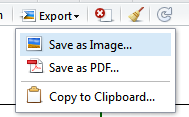 Export
Save as Image...
Save as PDF...
Copy to Clipboard...